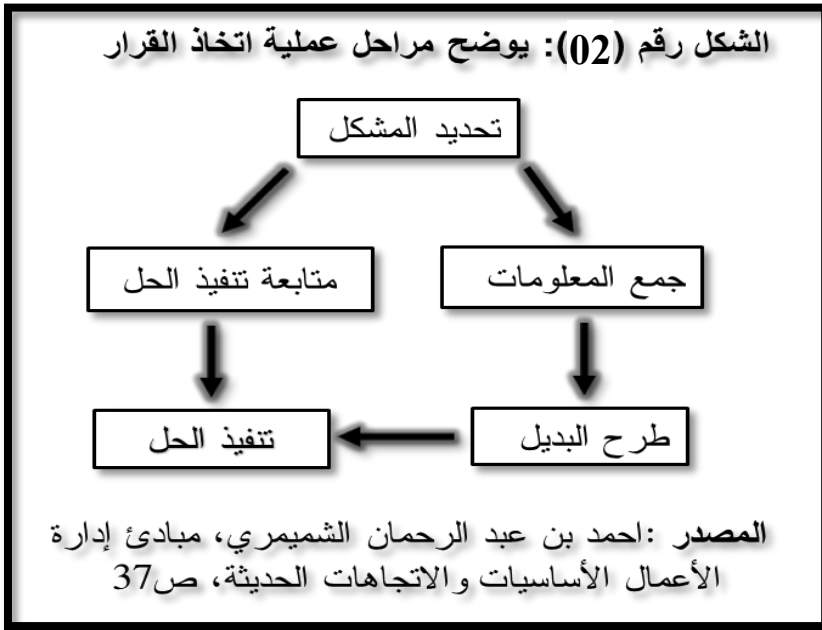 الشكل رقم (02): يوضح مراحل عملية اتخاذ القرار
تحديد المشكل
جمع المعلومات
متابعة تنفيذ الحل
طرح البديل
تنفيذ الحل
المصدر :احمد بن عبد الرحمان الشميمري، مبادئ إدارة
الأعمال الأساسيات والاتجاهات الحديثة، ص37